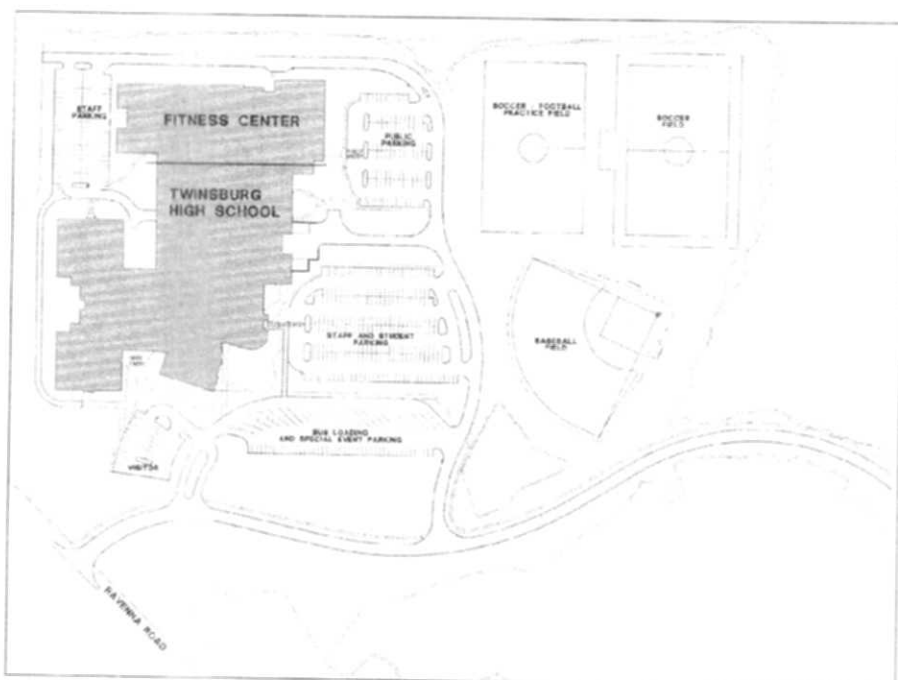 STAFF
PARKING
FITNESS CENTER
PUBLIC
PARKING
SOCCER - FOOTBALL
PRACTICE FIELD
SOCCER
FIELD
TWINSBURG
HIGH SCHOOL
STAFF AND STUDENT
PARKING
BASEBALL
FIELD
BUS LOADING
AND SPECIAL EVENT PARKING
VISITOR
RAVENNA ROAD